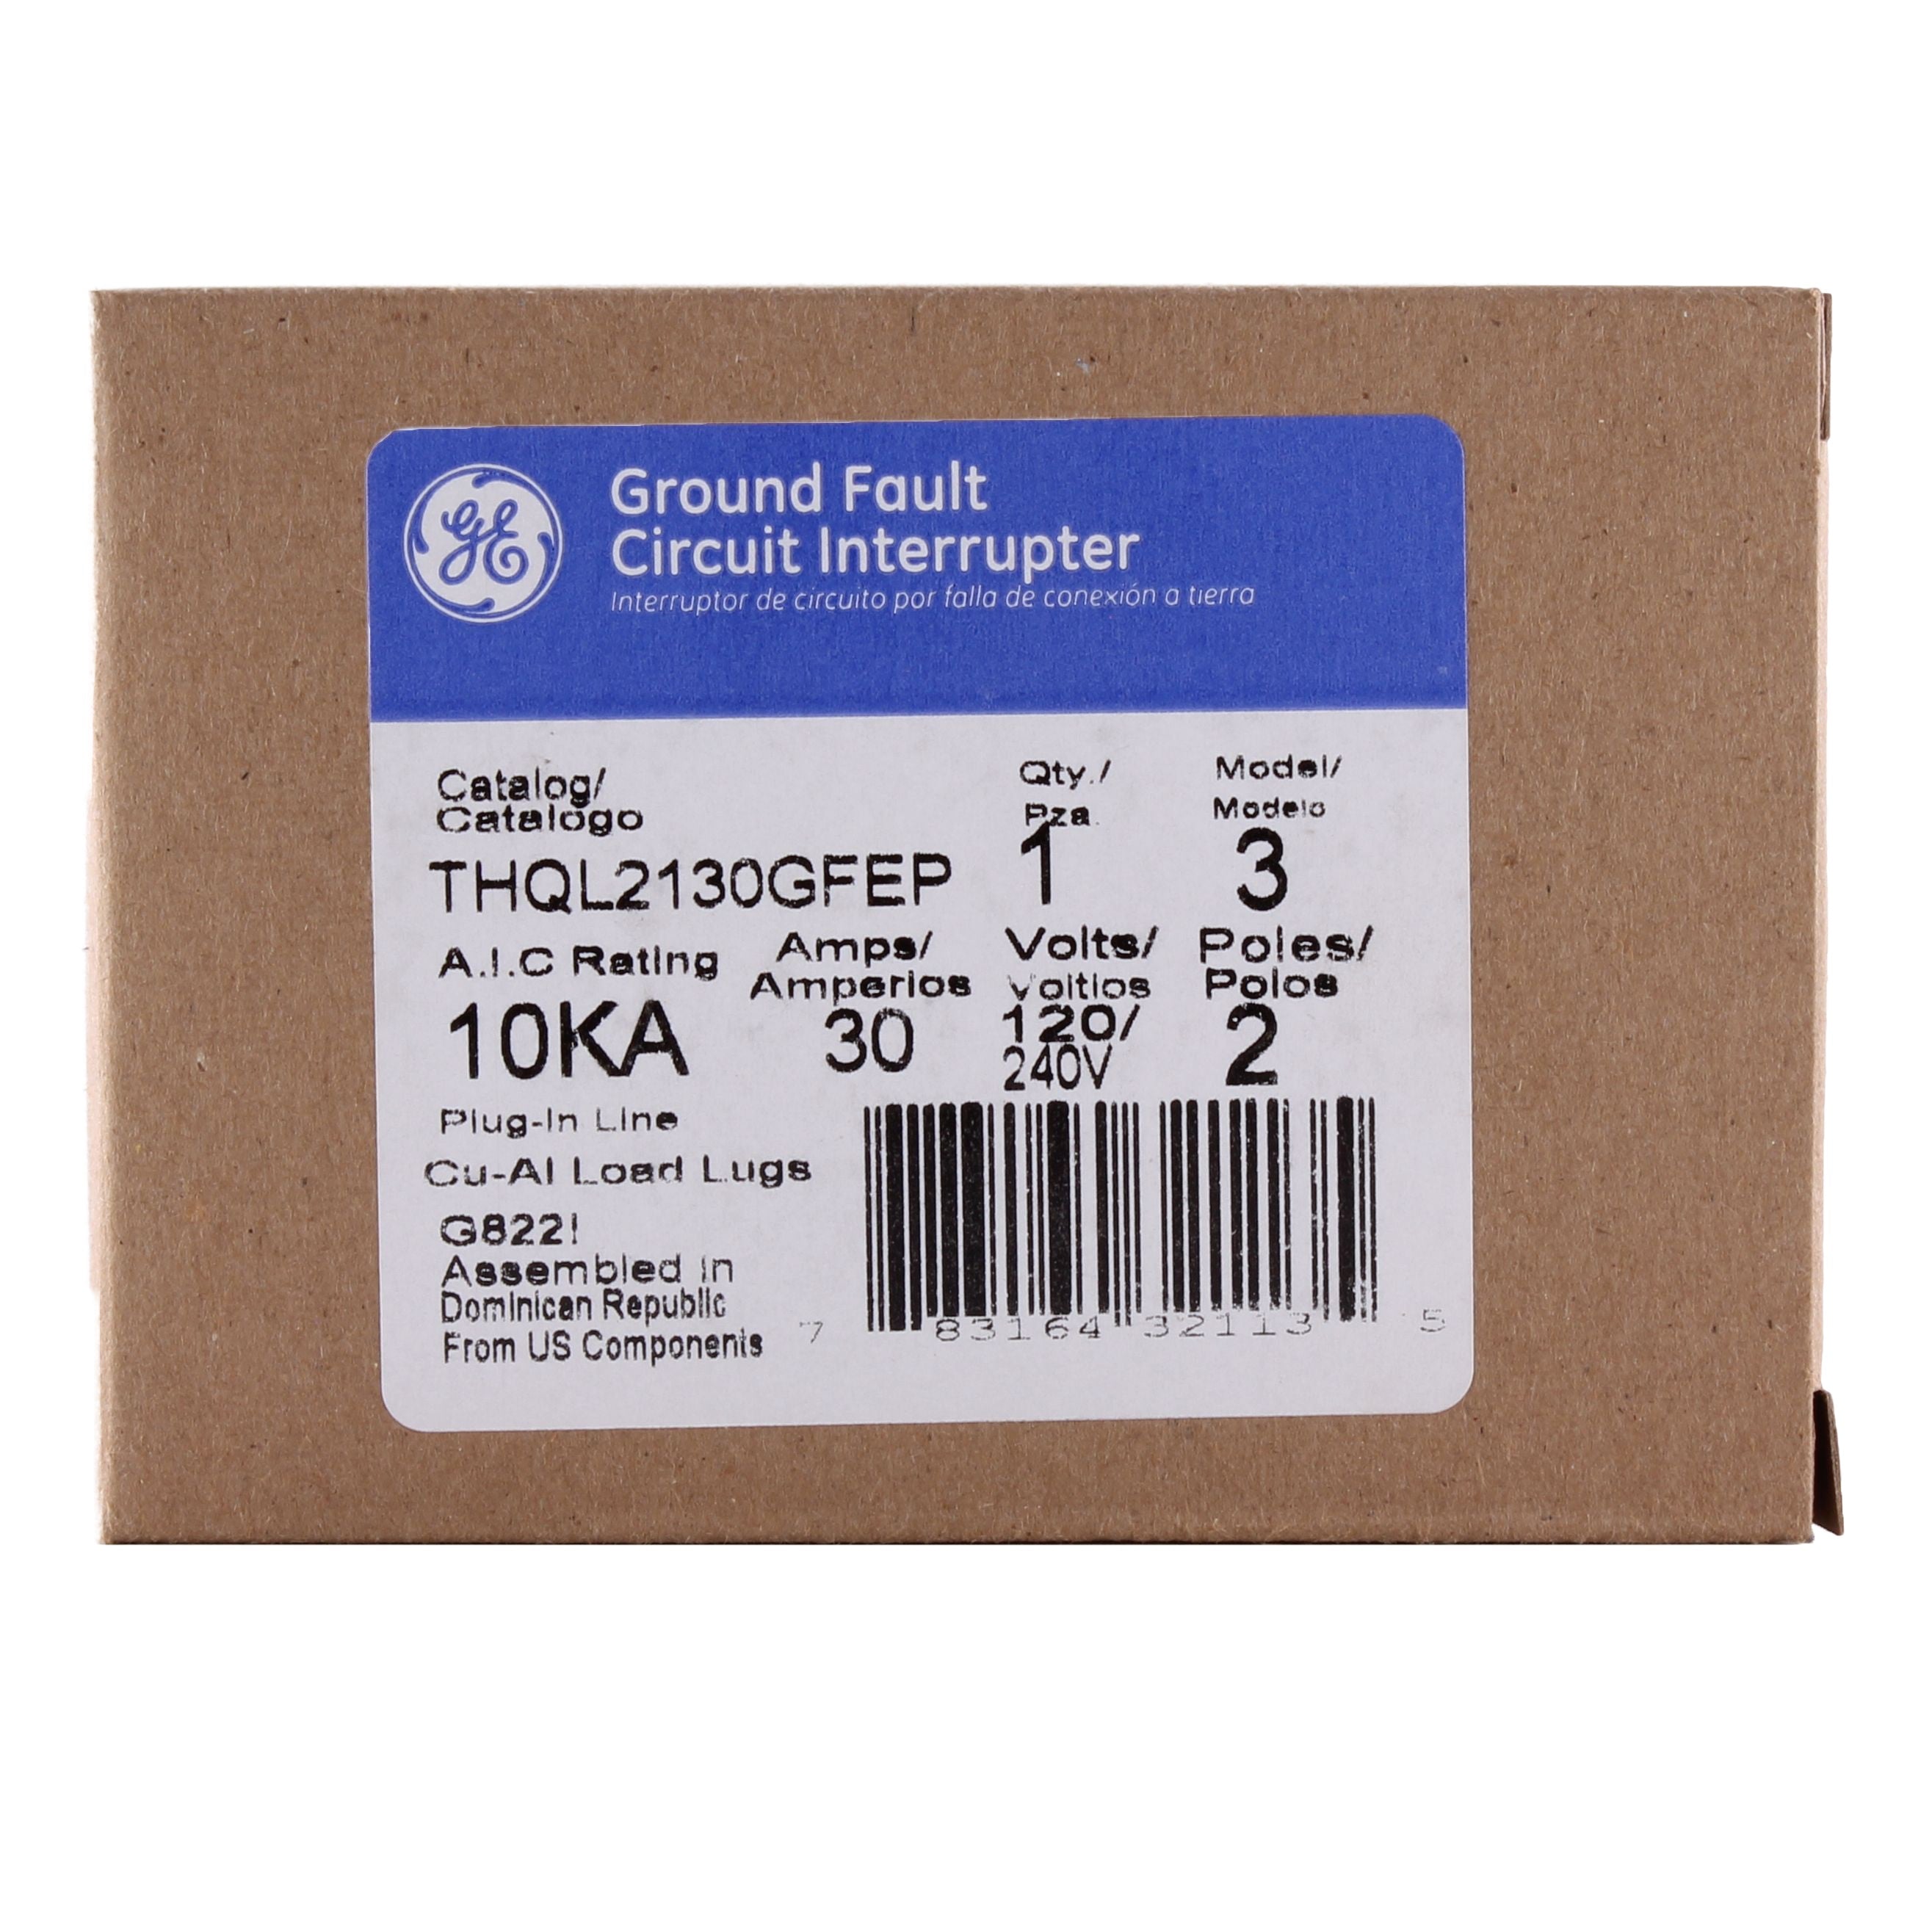 GE
Ground Fault
Circuit Interrupter
Interruptor de circuito por falla de conexión a tierra
Catalog/ Qty./ Model/
Catalogo Pza. Modelo
THQL2130GFEP 1 3
A.I.C Rating Amps/ Volts/ Poles/
Amperios Voltios Polos
10KA 30 120/ 2
240V
Plug-In Line
Cu-Al Load Lugs
G822!
Assembled in
Dominican Republic
From US Components
7 83164 32113 5